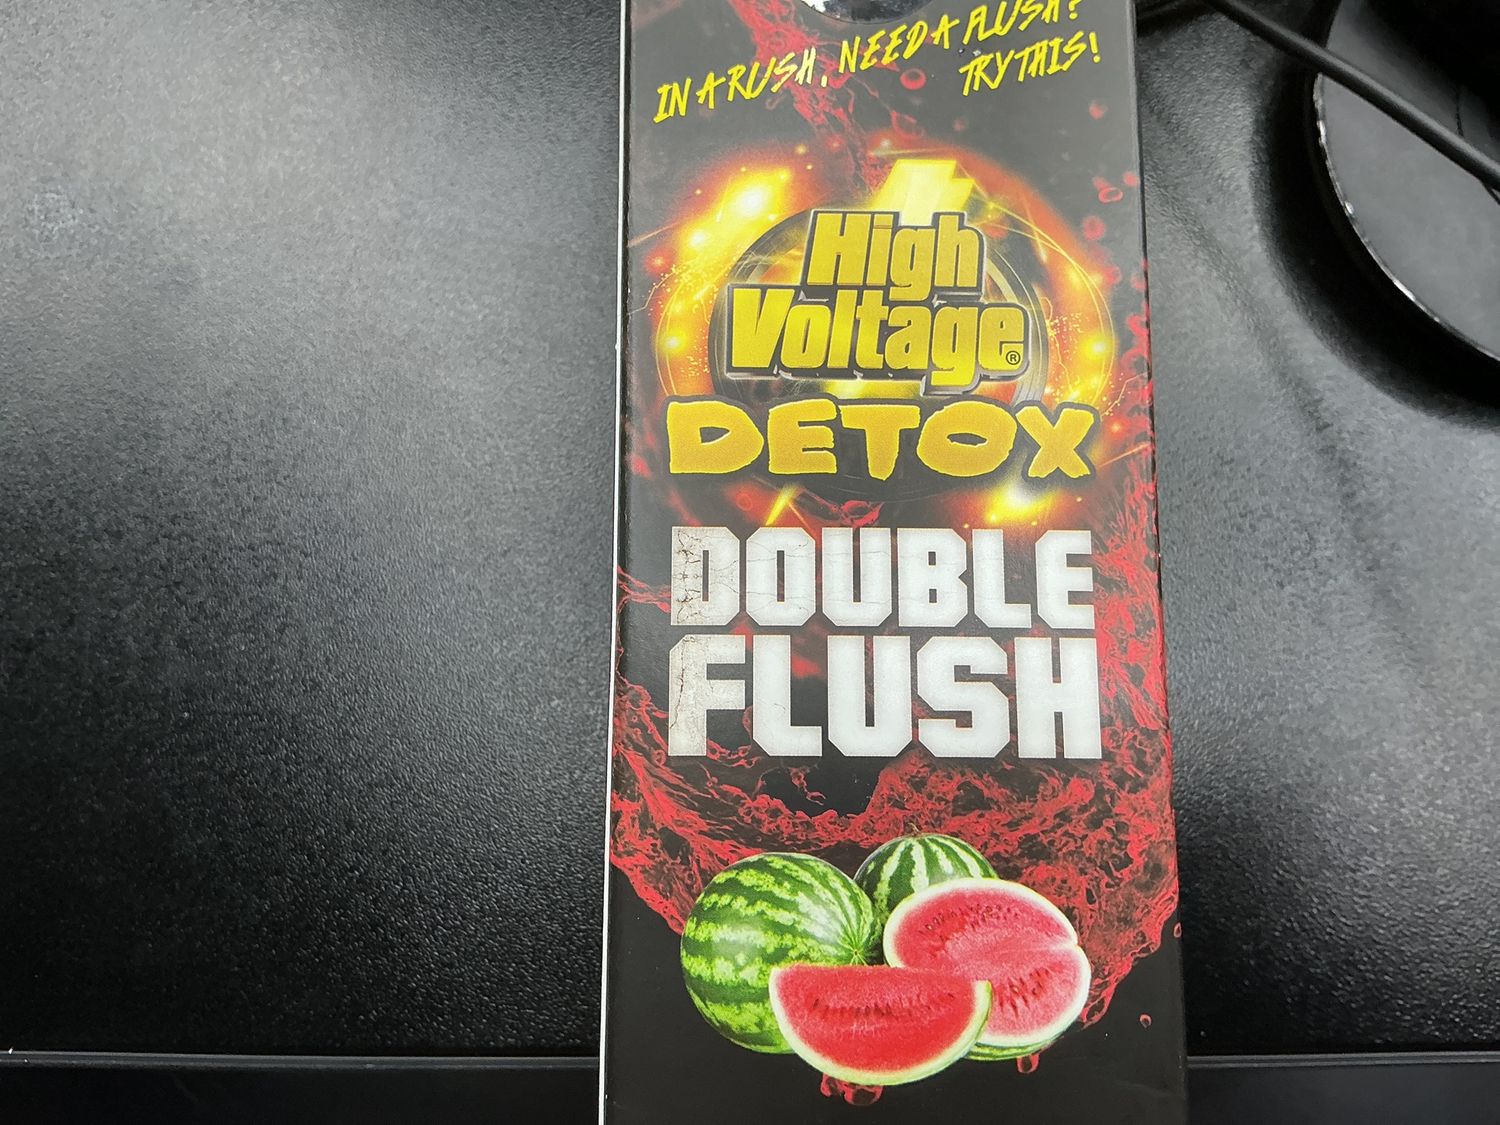 IN A RUSH, NEED A FLUSH?
TRY THIS!
High
Voltage®
DETOX
DOUBLE
FLUSH